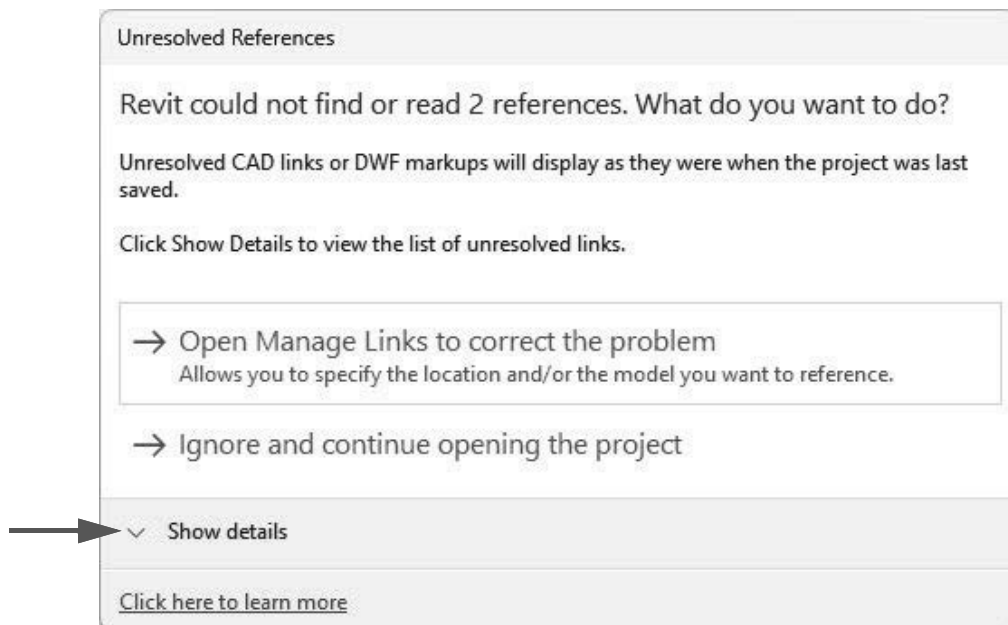 Unresolved References
Revit could not find or read 2 references. What do you want to do?
Unresolved CAD links or DWF markups will display as they were when the project was last
saved.
Click Show Details to view the list of unresolved links.
Open Manage Links to correct the problem
Allows you to specify the location and/or the model you want to reference.
Ignore and continue opening the project
Show details
Click here to learn more